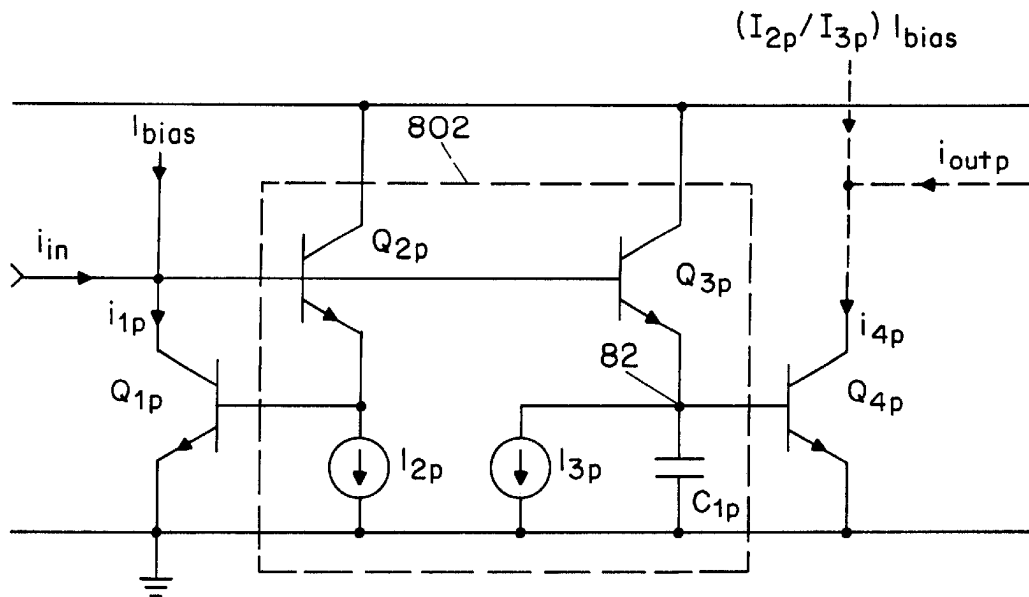 (I2p/I3p) Ibias
Ibias
802
ioutp
iin
Q2p
Q3p
i1p
i4p
82
Q1p
Q4p
I2p
I3p
C1p